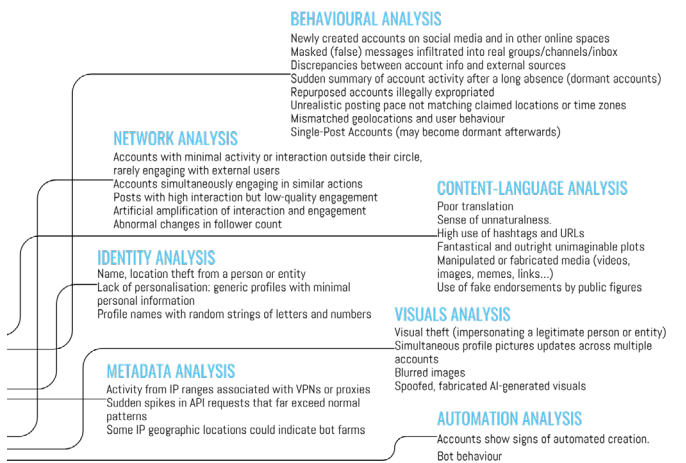 BEHAVIOURAL ANALYSIS
Newly created accounts on social media and in other online spaces
Masked (false) messages infiltrated into real groups/channels/inbox
Discrepancies between account info and external sources
Sudden summary of account activity after a long absence (dormant accounts)
Repurposed accounts illegally expropriated
Unrealistic posting pace not matching claimed locations or time zones
Mismatched geolocations and user behaviour
Single-Post Accounts (may become dormant afterwards)
NETWORK ANALYSIS
Accounts with minimal activity or interaction outside their circle,
rarely engaging with external users
Accounts simultaneously engaging in similar actions
Posts with high interaction but low-quality engagement
Artificial amplification of interaction and engagement
Abnormal changes in follower count
CONTENT-LANGUAGE ANALYSIS
Poor translation
Sense of unnaturalness.
High use of hashtags and URLs
Fantastical and outright unimaginable plots
Manipulated or fabricated media (videos,
images, memes, links...)
Use of fake endorsements by public figures
IDENTITY ANALYSIS
Name, location theft from a person or entity
Lack of personalisation: generic profiles with minimal
personal information
Profile names with random strings of letters and numbers
VISUALS ANALYSIS
Visual theft (impersonating a legitimate person or entity)
Simultaneous profile pictures updates across multiple
accounts
Blurred images
Spoofed, fabricated AI-generated visuals
METADATA ANALYSIS
Activity from IP ranges associated with VPNs or proxies
Sudden spikes in API requests that far exceed normal
patterns
Some IP geographic locations could indicate bot farms
AUTOMATION ANALYSIS
Accounts show signs of automated creation.
Bot behaviour